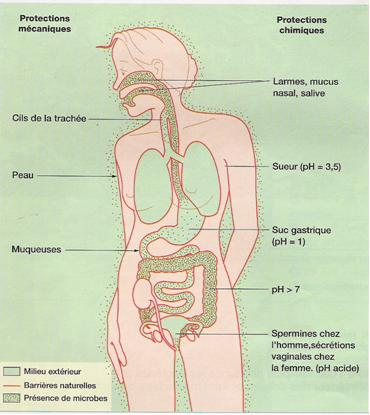 Protections
mécaniques
Protections
chimiques
Larmes, mucus
nasal, salive
Cils de la trachée
Sueur (pH = 3,5)
Peau
Suc gastrique
(pH = 1)
Muqueuses
pH > 7
Spermines chez
l'homme,sécrétions
vaginales chez
la femme. (pH acide)
Milieu extérieur
Barrières naturelles
Présence de microbes